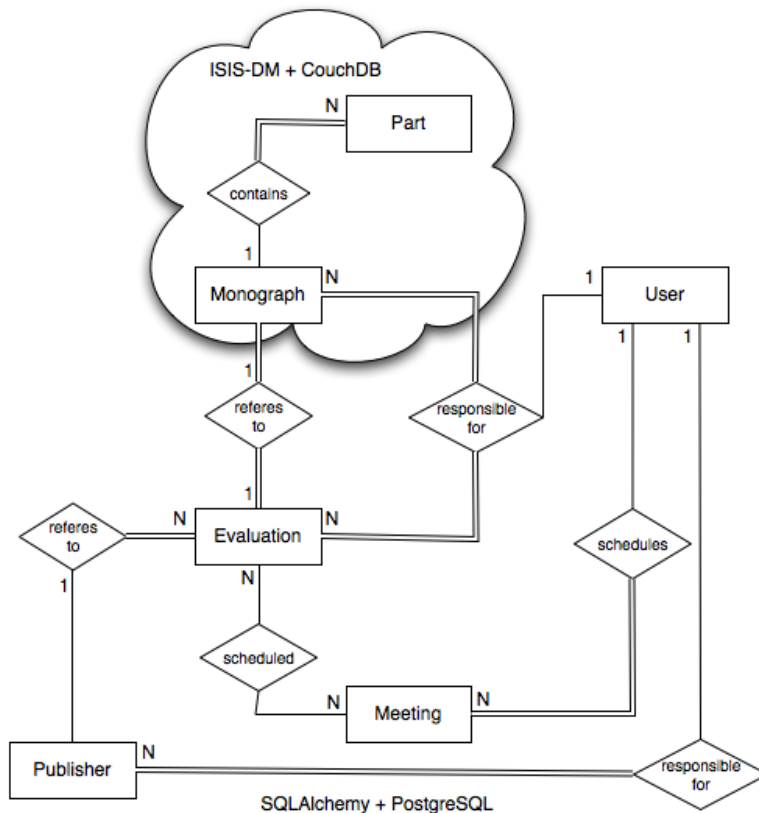 ISIS-DM + CouchDB
N
Part
contains
1
N
Monograph
1
User
1
1
1
referes
to
responsible
for
1
N
Evaluation
N
referes
to
1
N
schedules
scheduled
N
Meeting
N
Publisher
N
responsible
for
SQLAlchemy + PostgreSQL